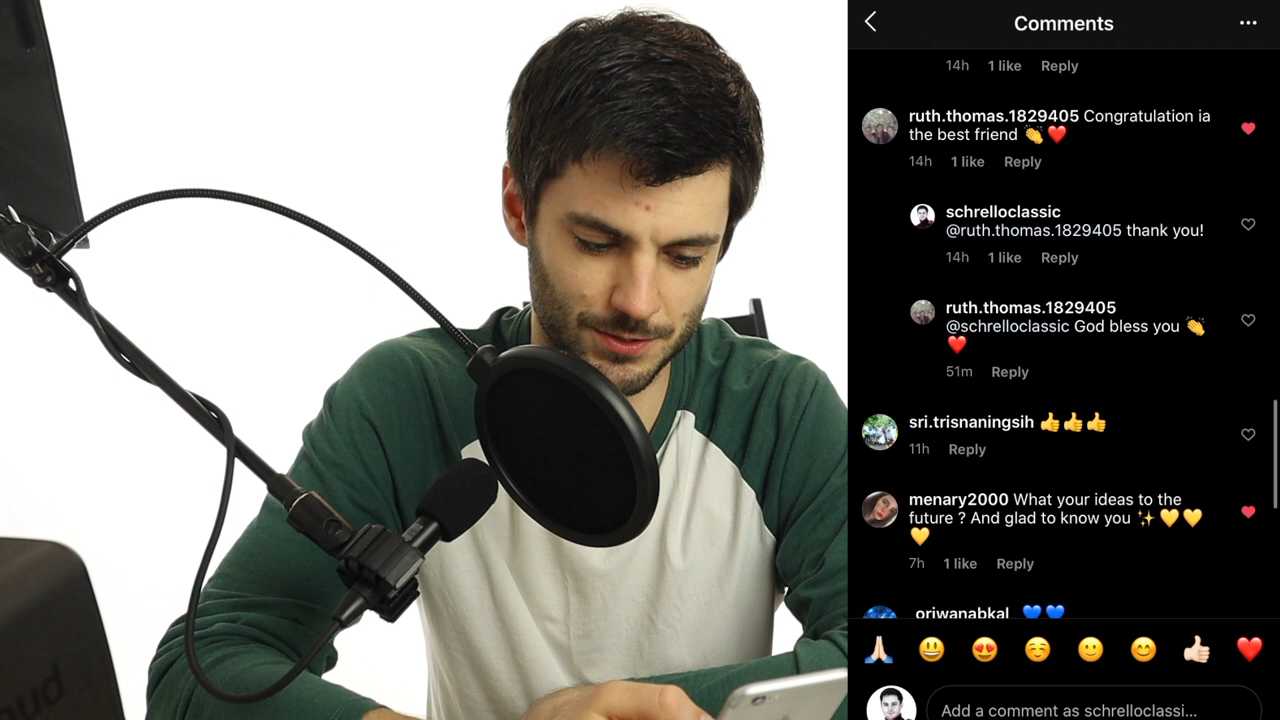 Comments
14h 1 like Reply
ruth.thomas.1829405 Congratulation ia
the best friend 👏❤️
14h 1 like Reply
schrelloclassic
@ruth.thomas.1829405 thank you!
14h 1 like Reply
ruth.thomas.1829405
@schrelloclassic God bless you 👏
❤️
51m Reply
sri.trisnaningsih 👍👍👍
11h Reply
menary2000 What your ideas to the
future ? And glad to know you ✨💛💛
💛
7h 1 like Reply
oriwanabkal 💙💙
🙏🏻 😃 😍 ☺️ 🙂 😊 👍🏻 ❤️
Add a comment as schrelloclassi...